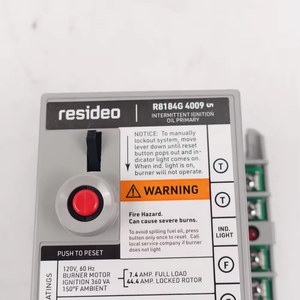 resideo
R8184G 4009 5
INTERMITTENT IGNITION
OIL PRIMARY
NOTICE: To manually
lockout system, move
lever down until reset
button pops out and in-
dicator light comes on.
When ind. light is on,
burner will not operate.
WARNING
Fire Hazard.
Can cause severe burns.
To avoid spilling fuel oil, press
button only once to reset. Call
local service company if burner
does not light.
T
T
IND.
LIGHT
F
PUSH TO RESET
RATINGS
120V, 60 Hz
BURNER MOTOR
IGNITION 360 VA
150°F AMBIENT
7.4 AMP. FULL LOAD
44.4 AMP. LOCKED ROTOR